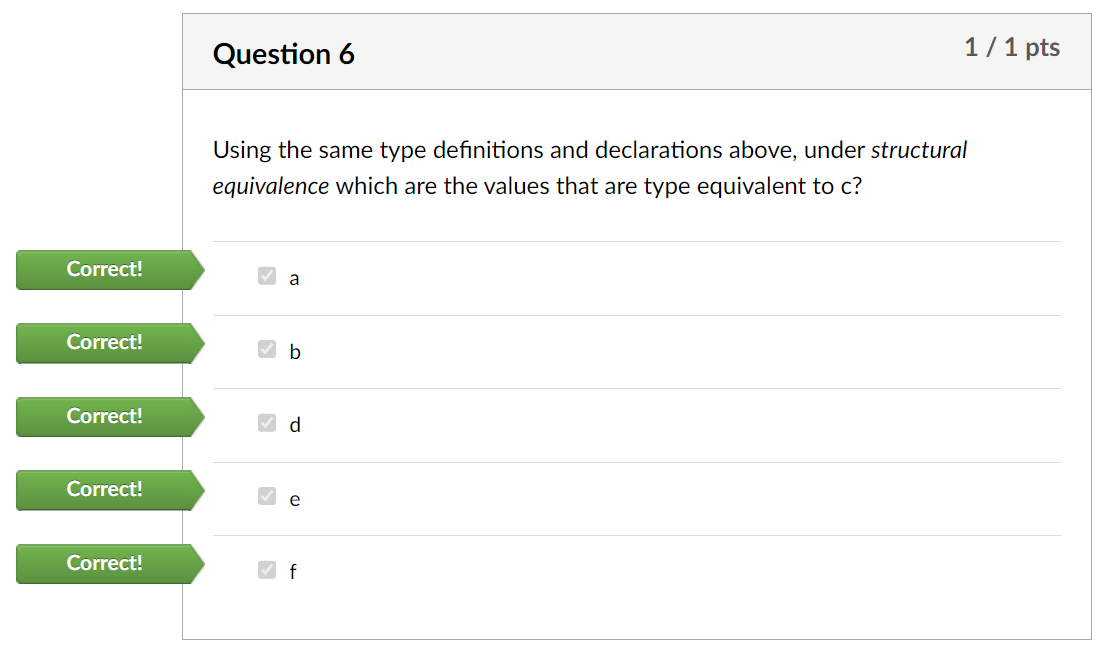 Question 6
1 / 1 pts
Using the same type definitions and declarations above, under structural
equivalence which are the values that are type equivalent to c?
Correct!
a
Correct!
b
Correct!
d
Correct!
e
Correct!
f